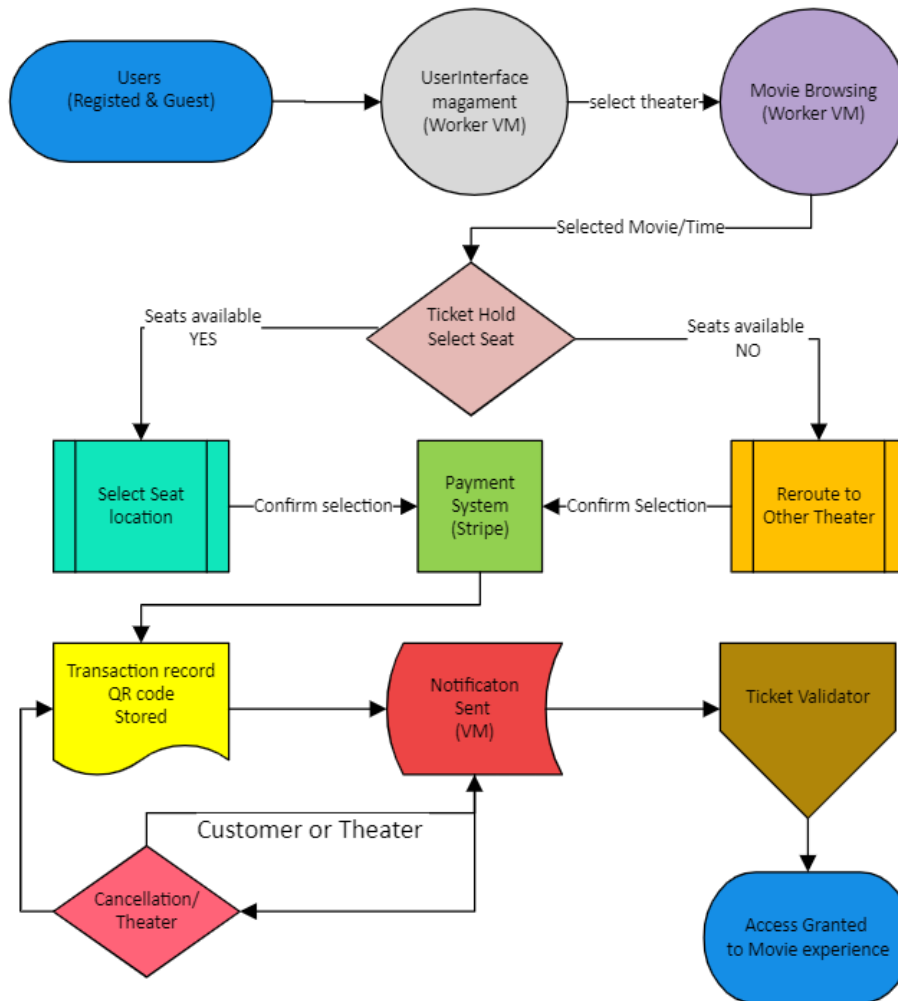 Users
(Registed & Guest)
UserInterface
magament
(Worker VM)
select theater
Movie Browsing
(Worker VM)
Selected Movie/Time
Ticket Hold
Select Seat
Seats available
YES
Seats available
NO
Select Seat
location
Confirm selection
Payment
System
(Stripe)
Confirm Selection
Reroute to
Other Theater
Transaction record
QR code
Stored
Notificaton
Sent
(VM)
Ticket Validator
Customer or Theater
Cancellation/
Theater
Access Granted
to Movie experience